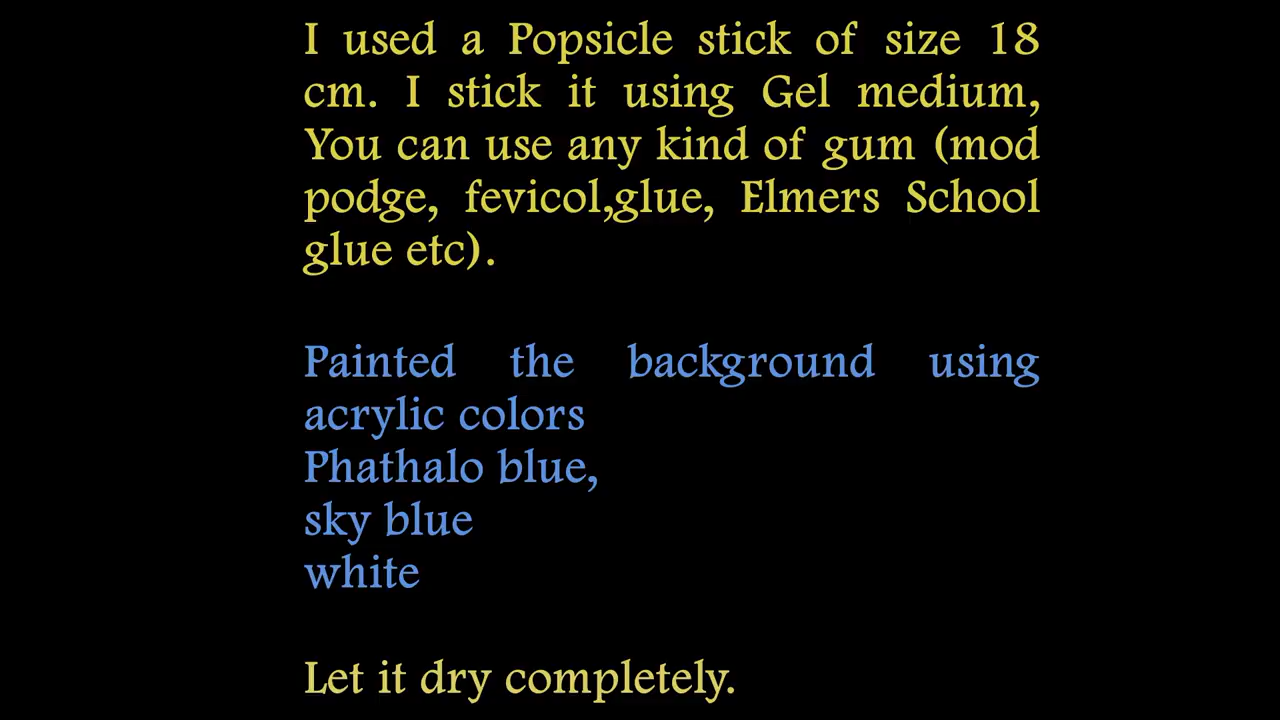 I used a Popsicle stick of size 18
cm. I stick it using Gel medium,
You can use any kind of gum (mod
podge, fevicol,glue, Elmers School
glue etc).
Painted the background using
acrylic colors
Phathalo blue,
sky blue
white
Let it dry completely.